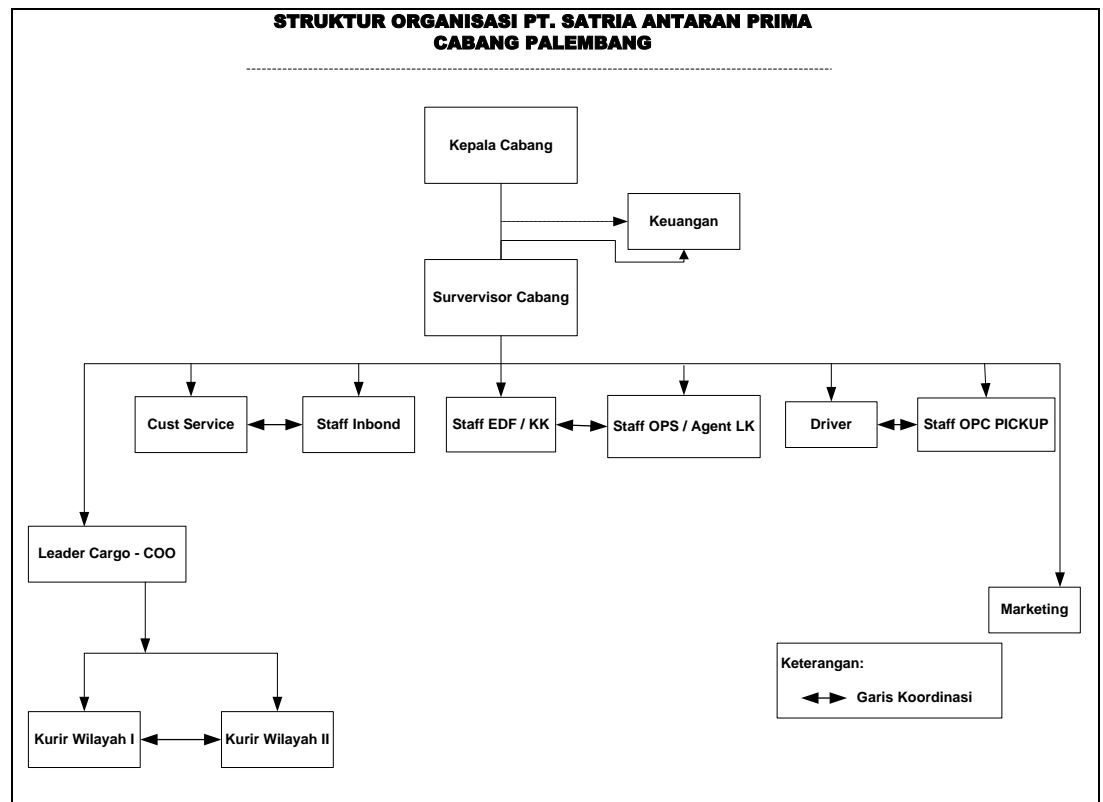 STRUKTUR ORGANISASI PT. SATRIA ANTARAN PRIMA
CABANG PALEMBANG
Kepala Cabang
Keuangan
Survervisor Cabang
Cust Service
Staff Inbond
Staff EDF / KK
Staff OPS / Agent LK
Driver
Staff OPC PICKUP
Leader Cargo - COO
Marketing
Keterangan:
Garis Koordinasi
Kurir Wilayah I
Kurir Wilayah II